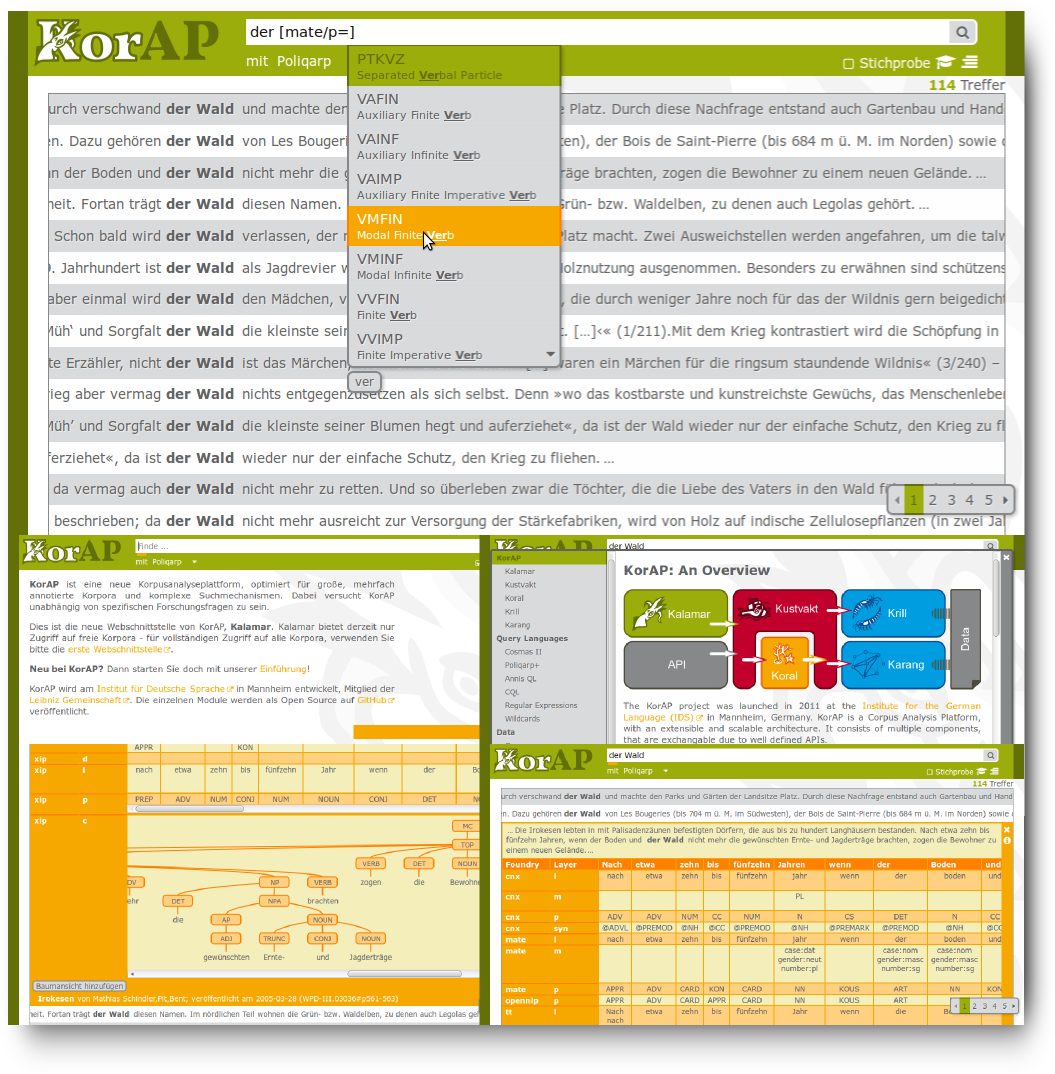 KorAP
der [mate/p=]
mit Poliqarp
Stichprobe
114 Treffer
PTKVZ
Separated Verbal Particle
VAFIN
Auxiliary Finite Verb
VAINF
Auxiliary Infinite Verb
VAIMP
Auxiliary Finite Imperative Verb
VMFIN
Modal Finite Verb
VMINF
Modal Infinite Verb
VVFIN
Finite Verb
VVIMP
Finite Imperative Verb
ver
urch verschwand der Wald und machte den Platz. Durch diese Nachfrage entstand auch Gartenbau und Hand
n. Dazu gehören der Wald von Les Bougeri ten), der Bois de Saint-Pierre (bis 684 m ü. M. im Norden) sowie
n der Boden und der Wald nicht mehr die g räge brachten, zogen die Bewohner zu einem neuen Gelände. ...
heit. Fortan trägt der Wald diesen Namen. Grün- bzw. Waldelben, zu denen auch Legolas gehört. ...
Schon bald wird der Wald verlassen, der Platz macht. Zwei Ausweichstellen werden angefahren, um die talw
. Jahrhundert ist der Wald als Jagdrevier olznutzung ausgenommen. Besonders zu erwähnen sind schützens
aber einmal wird der Wald den Mädchen, v , die durch weniger Jahre noch für das der Wildnis gern beigedicht
Müh‘ und Sorgfalt der Wald die kleinste sein t. [...]‹« (1/211).Mit dem Krieg kontrastiert wird die Schöpfung in
te Erzähler, nicht der Wald ist das Märchen, waren ein Märchen für die ringsum staundende Wildnis« (3/240) –
ieg aber vermag der Wald nichts entgegenzusetzen als sich selbst. Denn »wo das kostbarste und kunstreichste Gewüchs, das Menschenleben
Müh’ und Sorgfalt der Wald die kleinste seiner Blumen hegt und auferziehet«, da ist der Wald wieder nur der einfache Schutz, den Krieg zu fl
ferziehet«, da ist der Wald wieder nur der einfache Schutz, den Krieg zu fliehen. ...
da vermag auch der Wald nicht mehr zu retten. Und so überleben zwar die Töchter, die die Liebe des Vaters in den Wald
beschrieben; da der Wald nicht mehr ausreicht zur Versorgung der Stärkefabriken, wird von Holz auf indische Zellulosepflanzen (in zwei Jal
1 2 3 4 5
KorAP
Finde ...
mit Poliqarp
KorAP ist eine neue Korpusanalyseplattform, optimiert für große, mehrfach
annotierte Korpora und komplexe Suchmechanismen. Dabei versucht KorAP
unabhängig von spezifischen Forschungsfragen zu sein.
Dies ist die neue Webschnittstelle von KorAP, Kalamar. Kalamar bietet derzeit nur
Zugriff auf freie Korpora - für vollständigen Zugriff auf alle Korpora, verwenden Sie
bitte die erste Webschnittstelle.
Neu bei KorAP? Dann starten Sie doch mit unserer Einführung!
KorAP wird am Institut für Deutsche Sprache in Mannheim entwickelt, Mitglied der
Leibniz Gemeinschaft. Die einzelnen Module werden als Open Source auf GitHub
veröffentlicht.
der Wald
KorAP
Kalamar
Kustvakt
Koral
Krill
Karang
Query Languages
Cosmas II
Poliqarp+
Annis QL
CQL
Regular Expressions
Wildcards
Data
KorAP: An Overview
Kalamar Kustvakt Krill
API Koral Karang
Data
The KorAP project was launched in 2011 at the Institute for the German
Language (IDS) in Mannheim, Germany. KorAP is a Corpus Analysis Platform,
with an extensible and scalable architecture. It consists of multiple components,
that are exchangable due to well defined APIs.
APPR KON
xip d
xip l nach etwa zehn bis fünfzehn Jahr wenn der
xip p PREP ADV NUM CONJ NUM NOUN CONJ DET
xip c
MC
TOP
VERB DET NOUN
zogen die Bewohn
DV NP VERB
ehr DET NPA brachten
die AP NOUN
ADJ TRUNC CONJ NOUN
gewünschten Ernte- und Jagderträge
Baumansicht hinzufügen
Irokesen von Mathias Schindler,Pit,Bent; veröffentlicht am 2005-03-28 (WPD-III.03036#p561-563)
heit. Fortan trägt der Wald diesen Namen. Im nördlichen Teil wohnen die Grün- bzw. Waldelben, zu denen auch Legolas gef
KorAP
der Wald
mit Poliqarp
Stichprobe
114 Treffer
urch verschwand der Wald und machte den Parks und Gärten der Landsitze Platz. Durch diese Nachfrage entstand auch Gartenbau und Hand
n. Dazu gehören der Wald von Les Bougeries (bis 704 m ü. M. im Südwesten), der Bois de Saint-Pierre (bis 684 m ü. M. im Norden) sowie
... Die Irokesen lebten in mit Palisadenzäunen befestigten Dörfern, die aus bis zu hundert Langhäusern bestanden. Nach etwa zehn bis
fünfzehn Jahren, wenn der Boden und der Wald nicht mehr die gewünschten Ernte- und Jagderträge brachten, zogen die Bewohner zu
einem neuen Gelände....
Foundry Layer Nach etwa zehn bis fünfzehn Jahren wenn der Boden und
cnx l nach etwa zehn bis fünfzehn jahr wenn der boden und
cnx m PL
cnx p ADV ADV NUM CC NUM N CS DET N CC
cnx syn @ADVL @PREMOD @NH @CC @PREMOD @NH @PREMARK @PREMOD @NH @CC
mate l nach etwa zehn bis fünfzehn jahr wenn der boden und
mate m case:dat case:nom case:nom
gender:neut gender:masc gender:masc
number:pl number:sg number:sg
mate p APPR ADV CARD KON CARD NN KOUS ART NN KON
opennlp p APPR ADV CARD APPR CARD NN KOUS ART NN
tt l Nach etwa zehn bis fünfzehn Jahr wenn die
nach
1 2 3 4 5